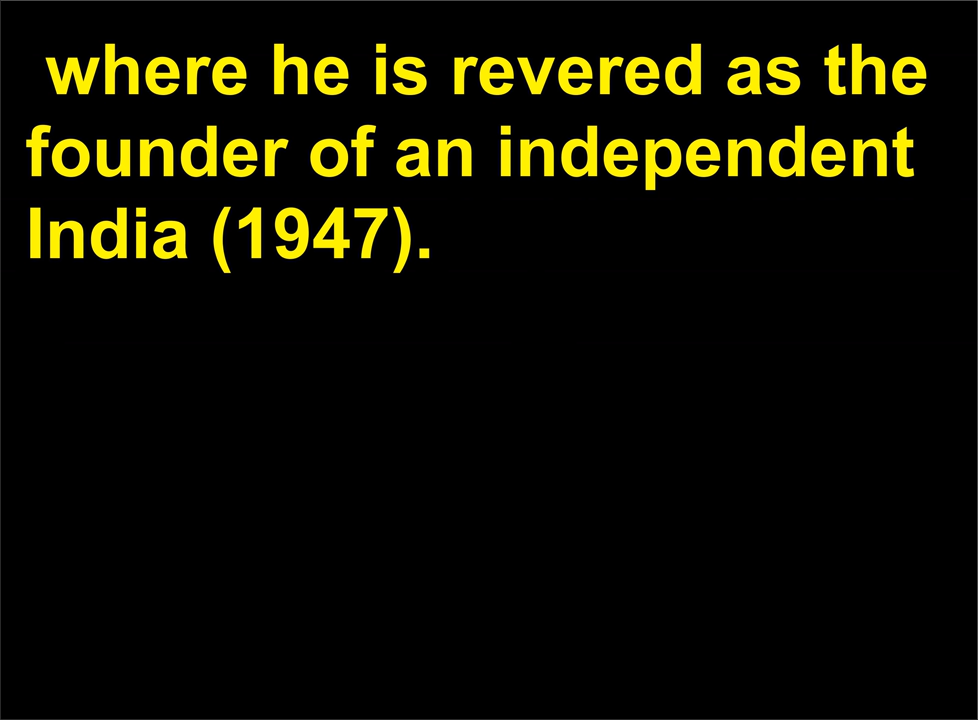 where he is revered as the
founder of an independent
India (1947).